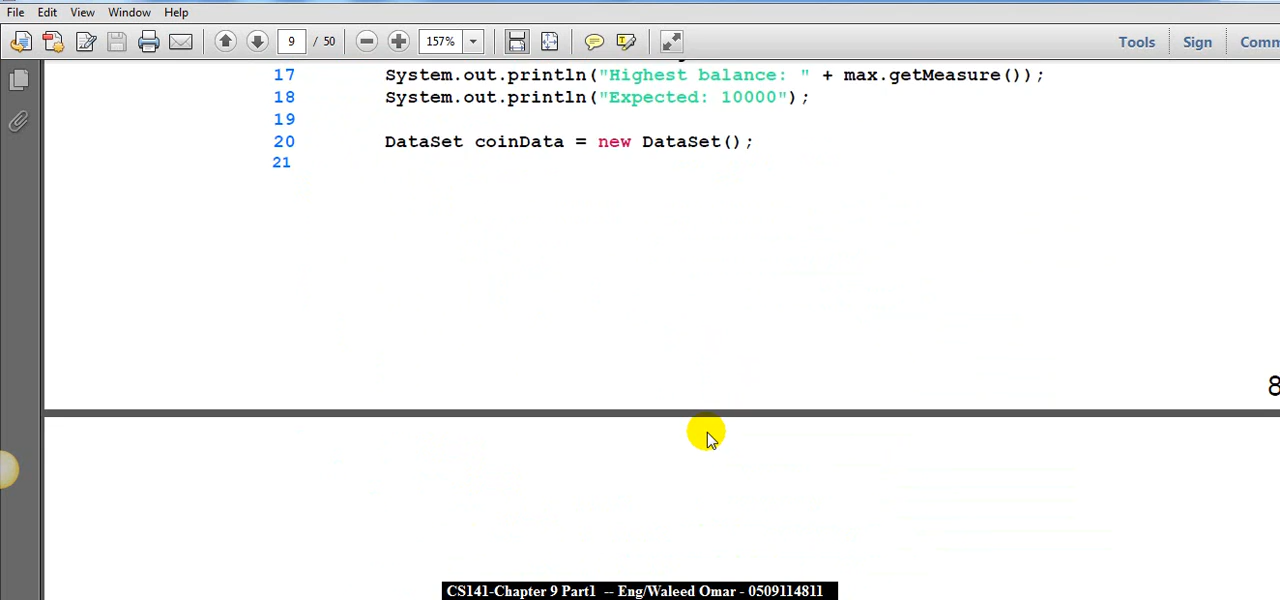 File Edit View Window Help
9 / 50 157% Tools Sign Comm
17 System.out.println("Highest balance: " + max.getMeasure());
18 System.out.println("Expected: 10000");
19
20 DataSet coinData = new DataSet();
21
8
CS141-Chapter 9 Part1 -- Eng/Waleed Omar - 0509114811